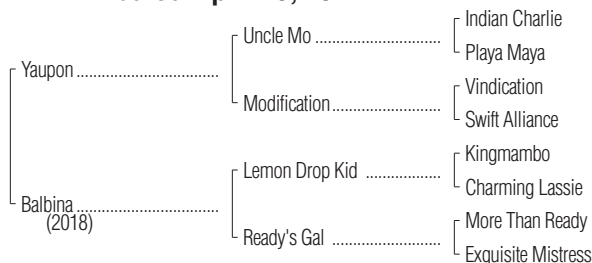 Indian Charlie
Uncle Mo
Playa Maya
Yaupon
Vindication
Modification
Swift Alliance
Kingmambo
Lemon Drop Kid
Charming Lassie
Balbina
(2018)
More Than Ready
Ready's Gal
Exquisite Mistress